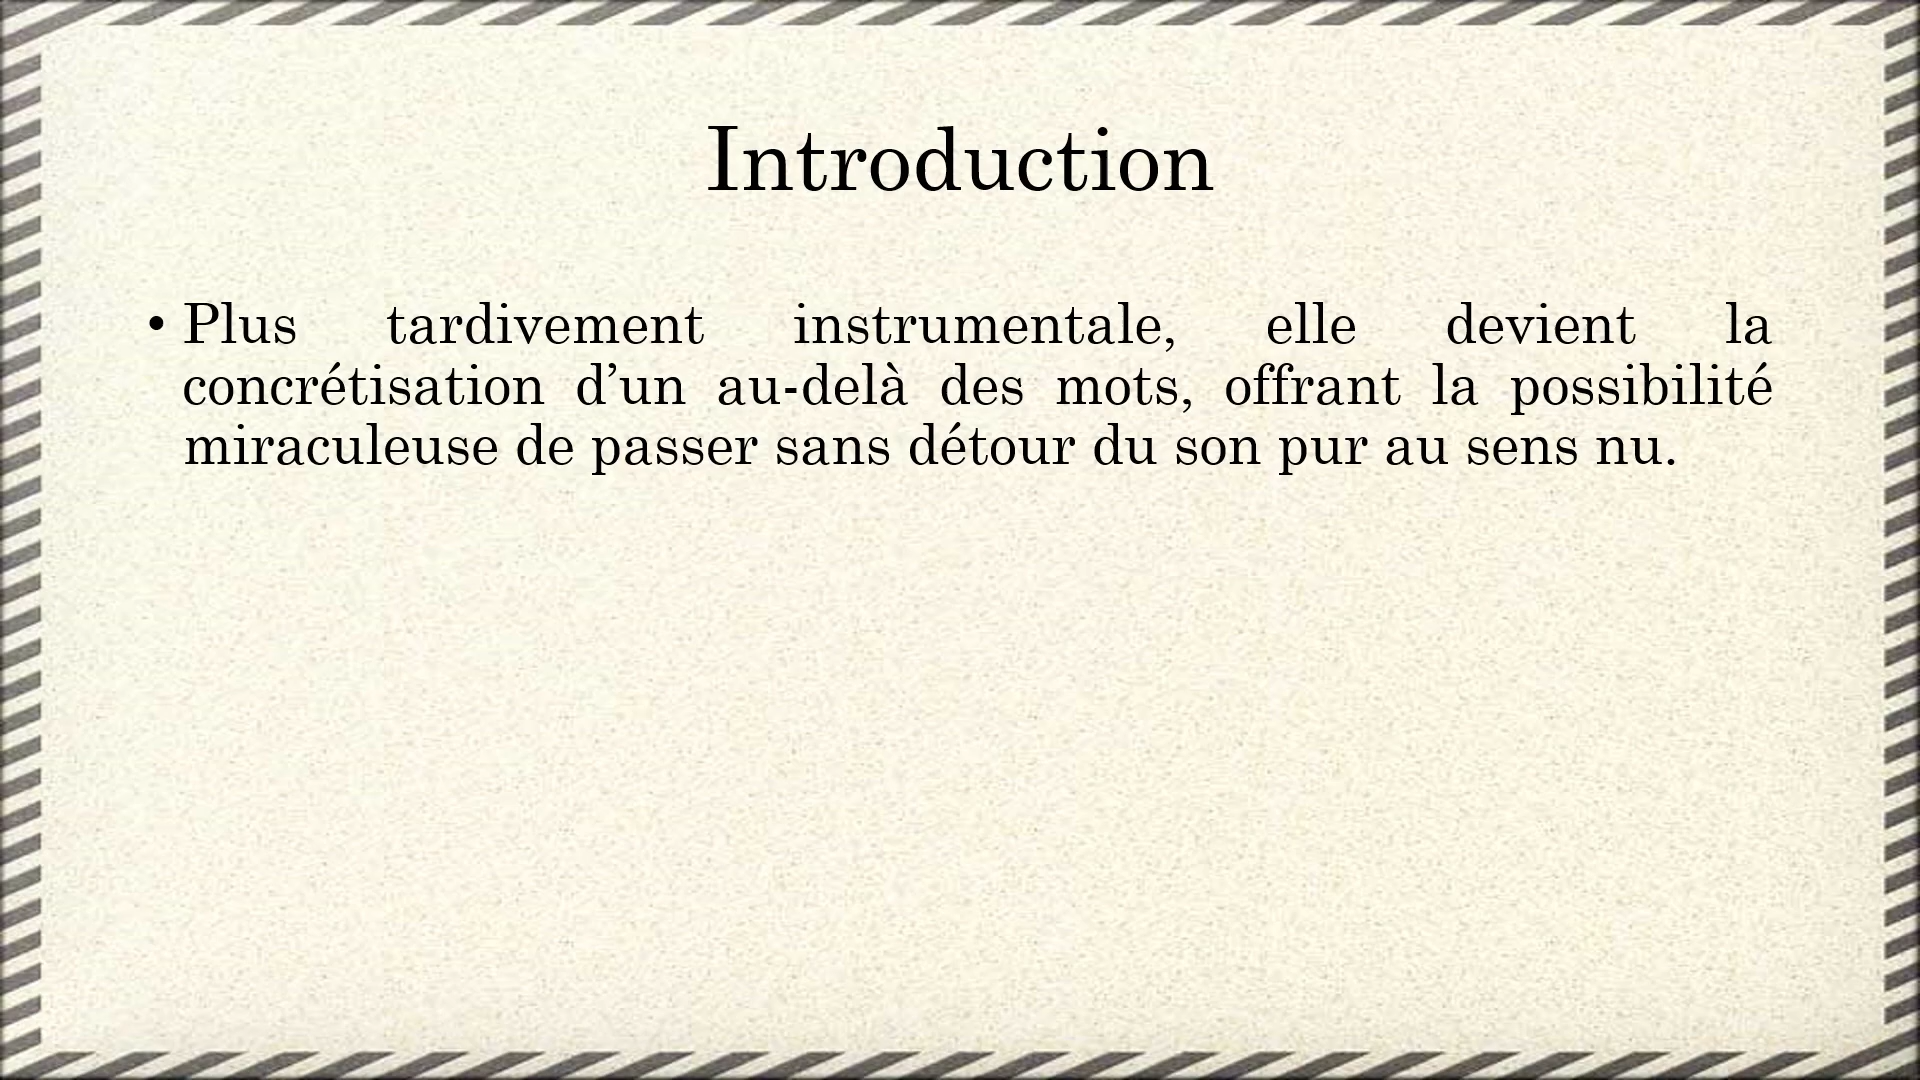 Introduction
• Plus tardivement instrumentale, elle devient la
concrétisation d’un au-delà des mots, offrant la possibilité
miraculeuse de passer sans détour du son pur au sens nu.